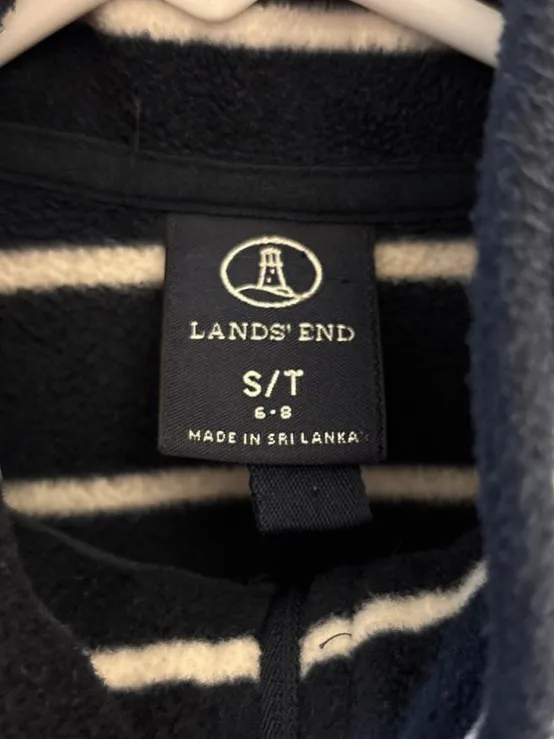 LANDS' END
S/T
6·8
MADE IN SRI LANKA